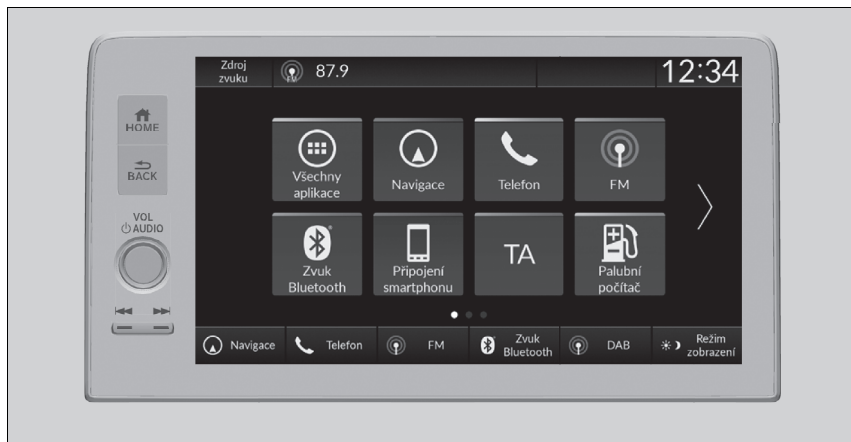 Zdroj
zvuku
FM
87.9
12:34
HOME
BACK
VOL
AUDIO
Všechny
aplikace
Navigace
Telefon
FM
Zvuk
Bluetooth
Připojení
smartphonu
TA
Palubní
počítač
Navigace
Telefon
FM
Zvuk
Bluetooth
DAB
Režim
zobrazení